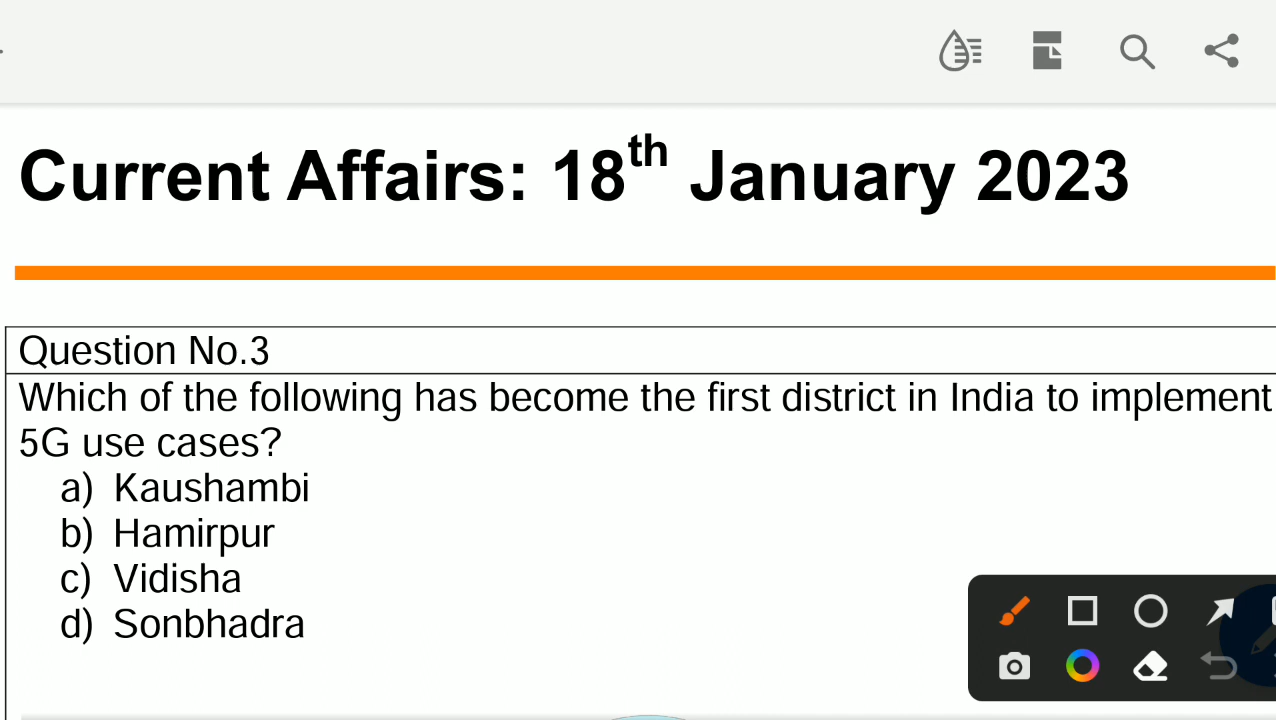 Current Affairs: 18th January 2023
Question No.3
Which of the following has become the first district in India to implement
5G use cases?
a) Kaushambi
b) Hamirpur
c) Vidisha
d) Sonbhadra